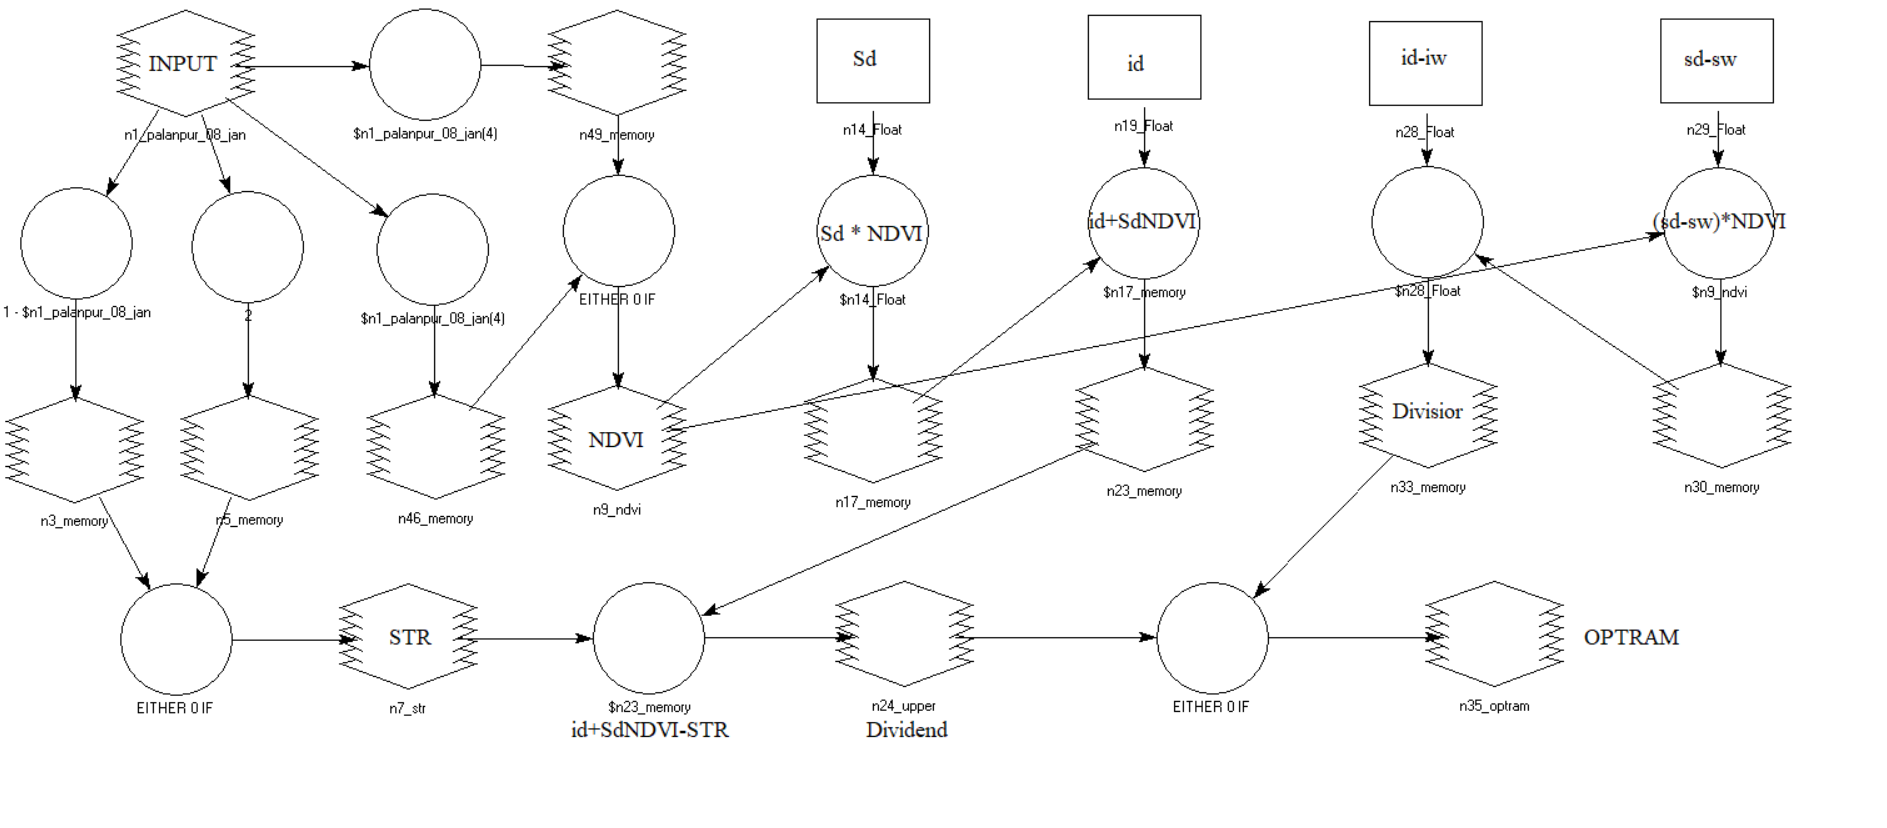 INPUT
Sd
id
id-iw
sd-sw
n1_palanpur_08_jan
$n1_palanpur_08_jan(4)
n49_memory
n14_Float
n19_Float
n28_Float
n29_Float
Sd * NDVI
id+SdNDVI
(sd-sw)*NDVI
1 - $n1_palanpur_08_jan
2
$n1_palanpur_08_jan(4)
EITHER 0 IF
$n14_Float
$n17_memory
$n28_Float
$n9_ndvi
NDVI
Divisior
n3_memory
n5_memory
n46_memory
n9_ndvi
n17_memory
n23_memory
n33_memory
n30_memory
STR
OPTRAM
EITHER 0 IF
n7_str
$n23_memory
n24_upper
EITHER 0 IF
n35_optram
id+SdNDVI-STR
Dividend